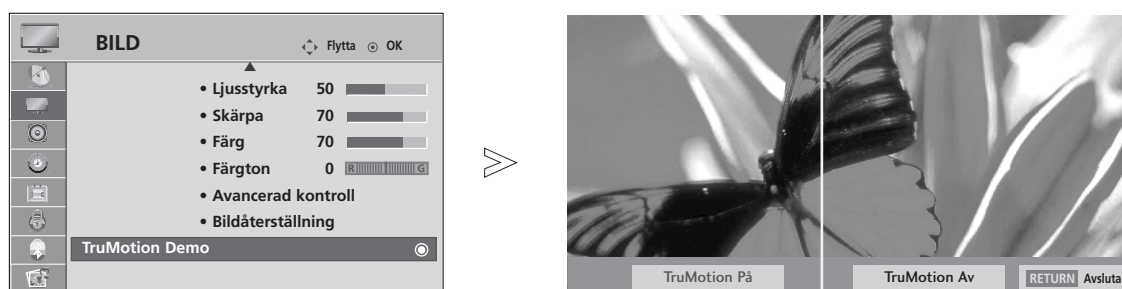 BILD
Flytta OK
• Ljusstyrka 50
• Skärpa 70
• Färg 70
• Färgton 0 R G
• Avancerad kontroll
• Bildåterställning
TruMotion Demo
TruMotion På TruMotion Av RETURN Avsluta